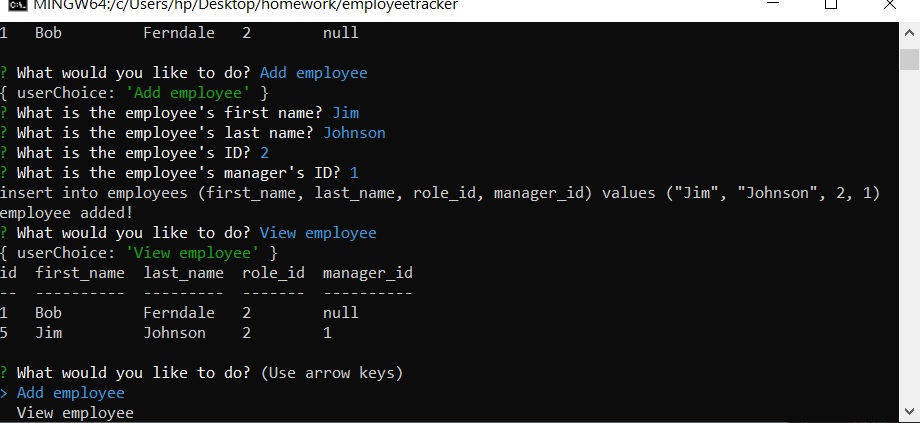 MINGW64:/c/Users/hp/Desktop/homework/employeetracker
1 Bob Ferndale 2 null
? What would you like to do? Add employee
{ userChoice: 'Add employee' }
? What is the employee's first name? Jim
? What is the employee's last name? Johnson
? What is the employee's ID? 2
? What is the employee's manager's ID? 1
insert into employees (first_name, last_name, role_id, manager_id) values ("Jim", "Johnson", 2, 1)
employee added!
? What would you like to do? View employee
{ userChoice: 'View employee' }
id first_name last_name role_id manager_id
-- ---------- --------- ------- ----------
1 Bob Ferndale 2 null
5 Jim Johnson 2 1
? What would you like to do? (Use arrow keys)
> Add employee
View employee